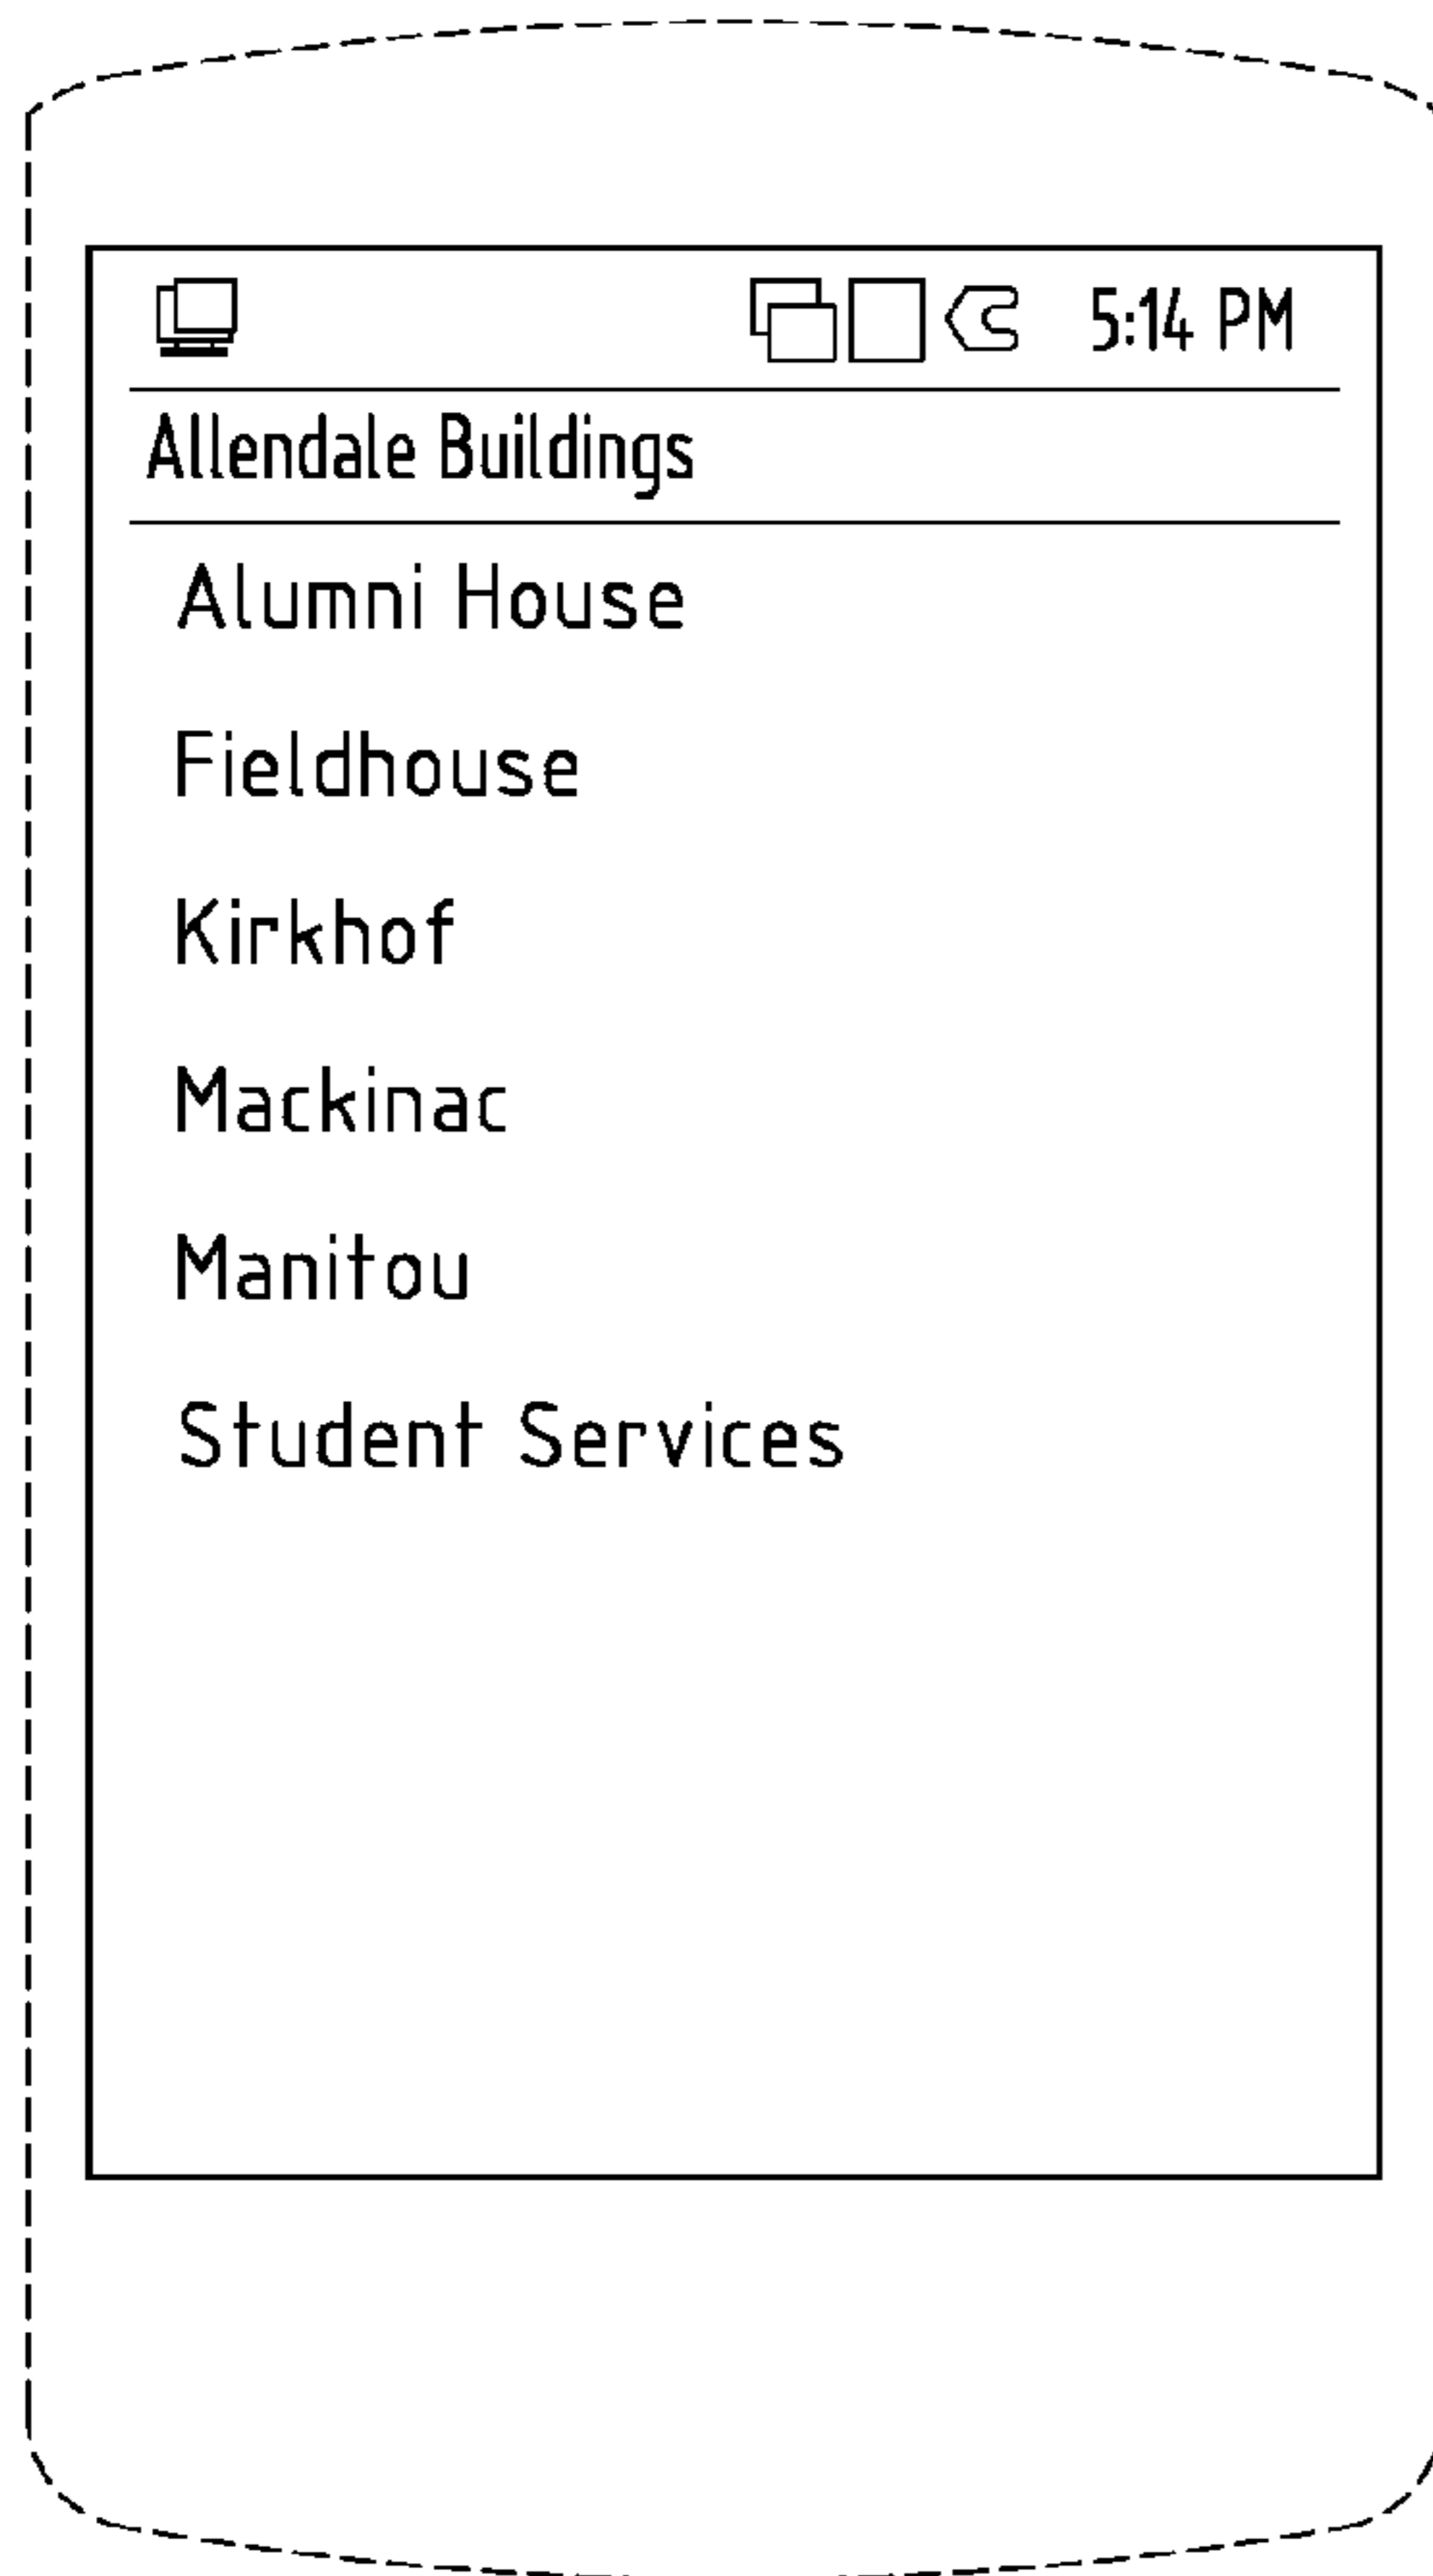 5:14 PM
Allendale Buildings
Alumni House
Fieldhouse
Kirkhof
Mackinac
Manitou
Student Services